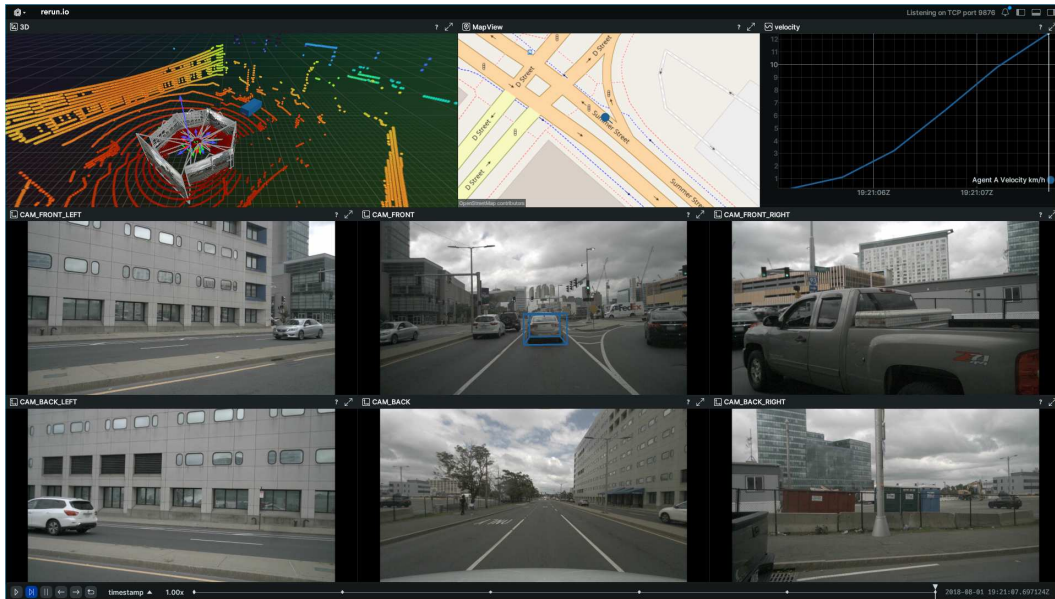 rerun.io
Listening on TCP port 9876
3D
?
MapView
?
velocity
?
D Street
D Street
D Street
D Street
Summer Street
Summer Street
OpenStreetMap contributors
12
11
10
9
8
7
6
5
4
3
2
1
Agent A Velocity km/h
19:21:06Z
19:21:07Z
CAM_FRONT_LEFT
?
CAM_FRONT
?
CAM_FRONT_RIGHT
?
Z71
CAM_BACK_LEFT
?
CAM_BACK
?
CAM_BACK_RIGHT
?
timestamp
1.00x
2018-08-01 19:21:07.697124Z